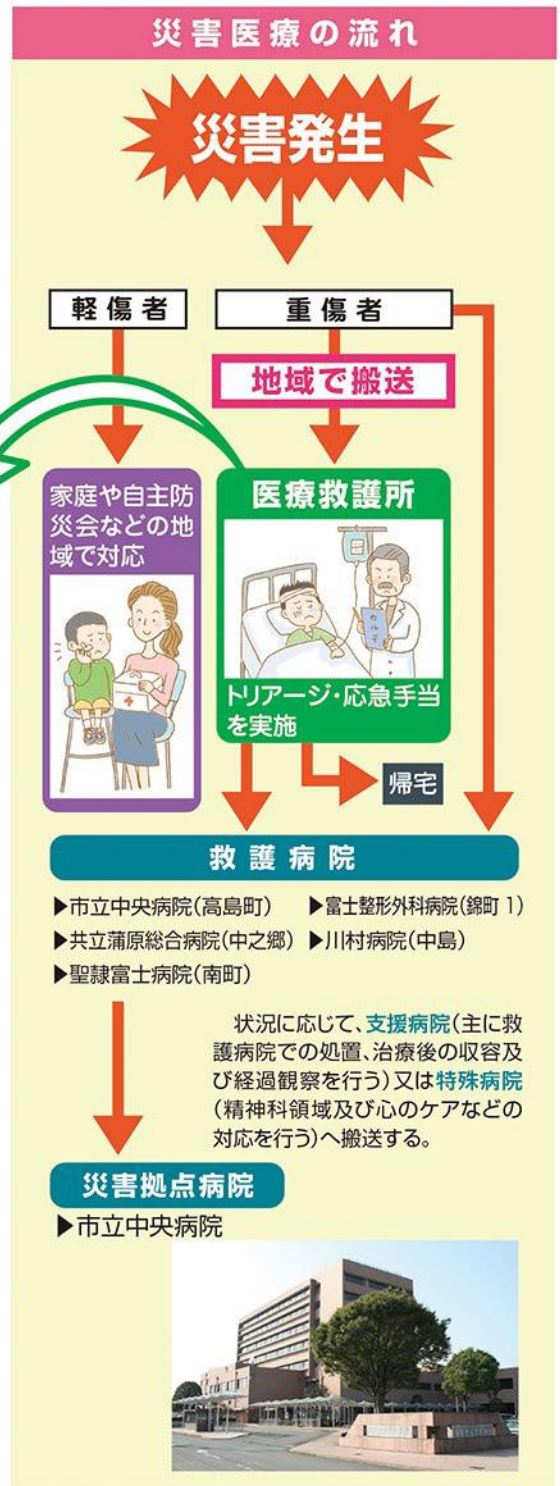 災害医療の流れ
災害発生
軽傷者
重傷者
地域で搬送
家庭や自主防
災会などの地
域で対応
医療救護所
カルテ
トリアージ・応急手当
を実施
帰宅
救護病院
▶市立中央病院(高島町)
▶富士整形外科病院(錦町1)
▶共立蒲原総合病院(中之郷)
▶川村病院(中島)
▶聖隷富士病院(南町)
状況に応じて、支援病院(主に救
護病院での処置、治療後の収容及
び経過観察を行う)又は特殊病院
(精神科領域及び心のケアなどの
対応を行う)へ搬送する。
災害拠点病院
▶市立中央病院